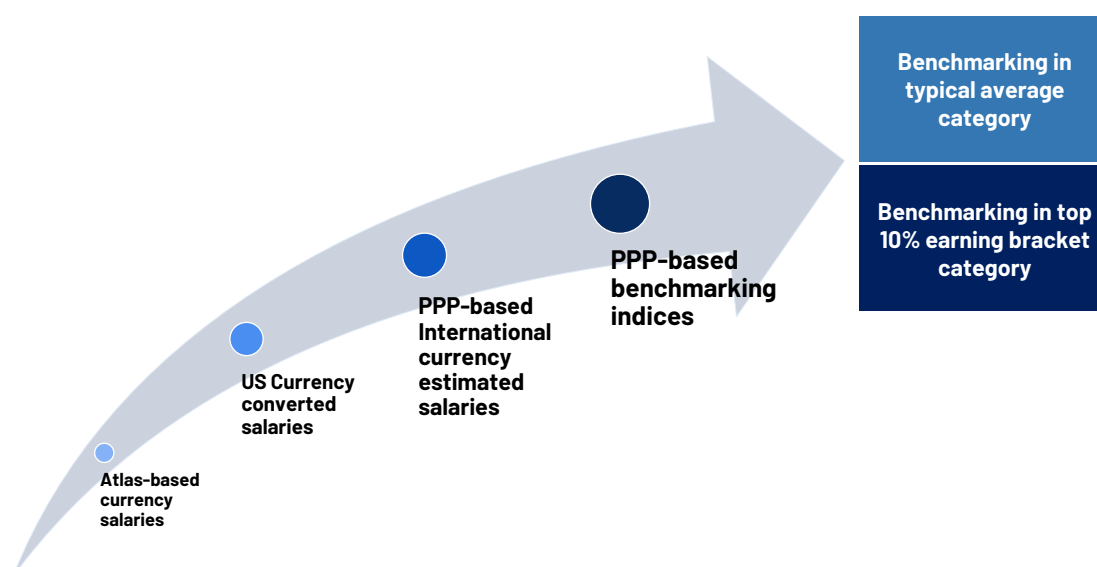 Benchmarking in
typical average
category
Benchmarking in top
10% earning bracket
category
PPP-based
benchmarking
indices
PPP-based
International
currency
estimated
salaries
US Currency
converted
salaries
Atlas-based
currency
salaries